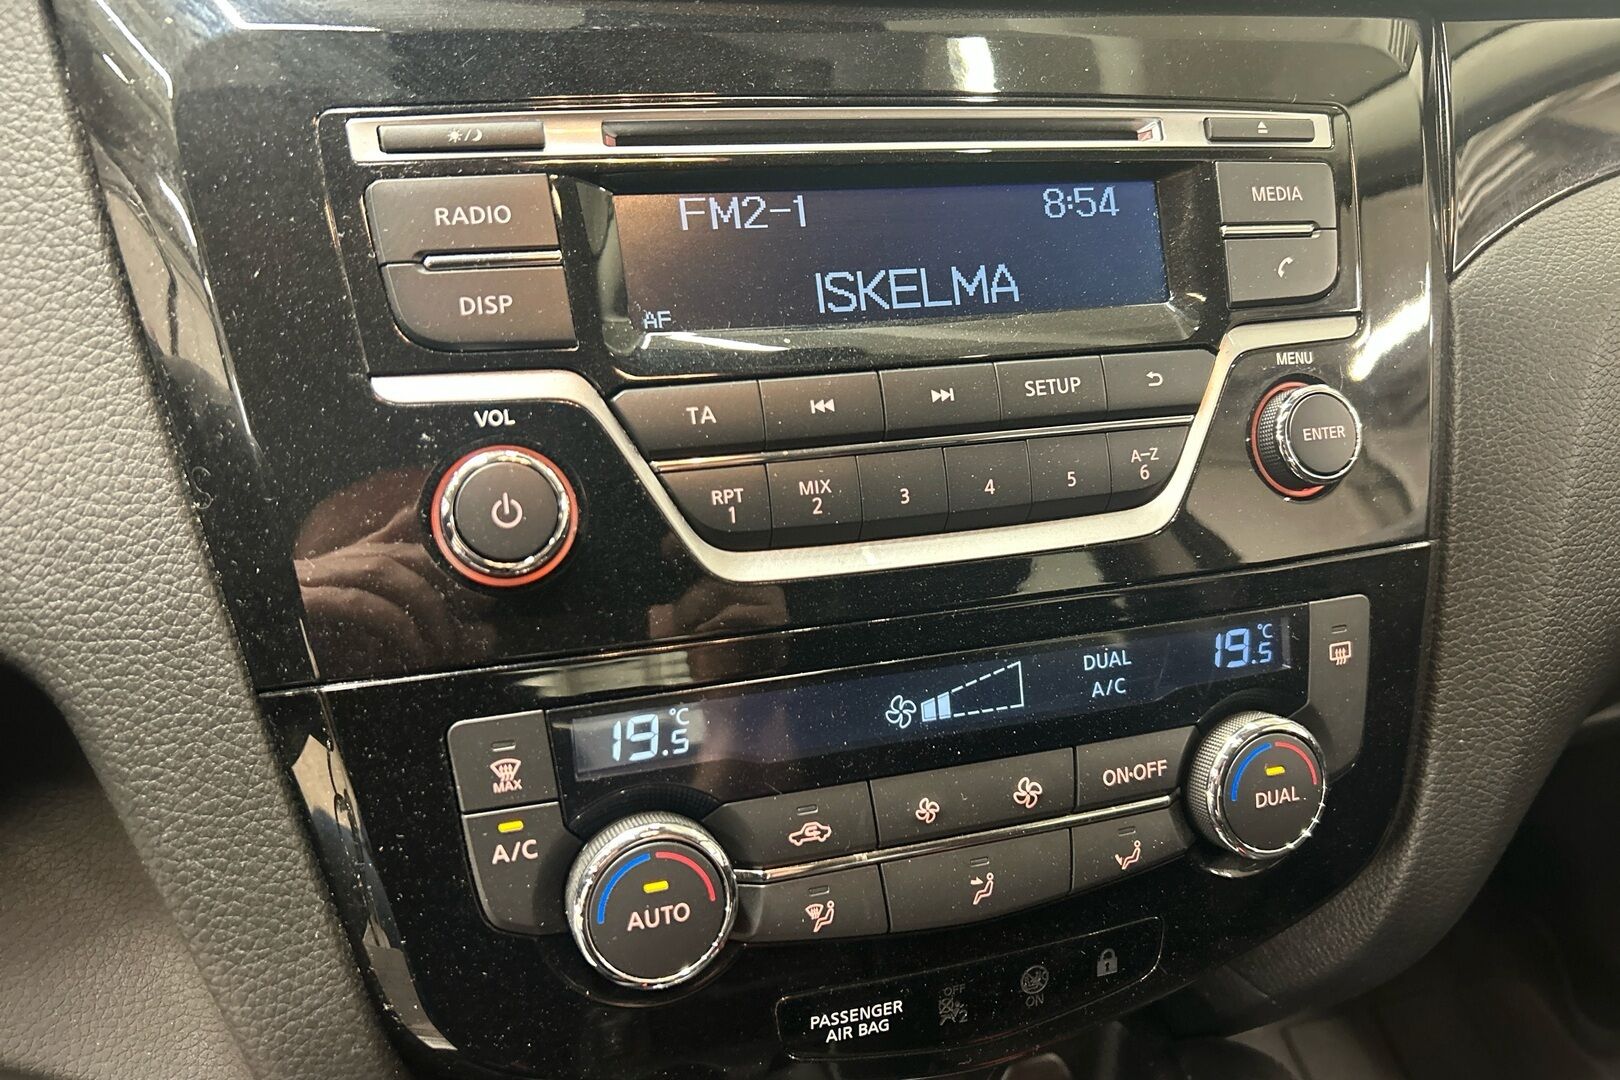 RADIO
DISP
FM2-1
8:54
ISKELMA
AF
MEDIA
VOL
TA
SETUP
MENU
ENTER
RPT
1
MIX
2
3
4
5
A-Z
6
19.5 °C
DUAL
A/C
19.5 °C
MAX
A/C
AUTO
ON·OFF
DUAL
PASSENGER
AIR BAG
OFF
2
ON